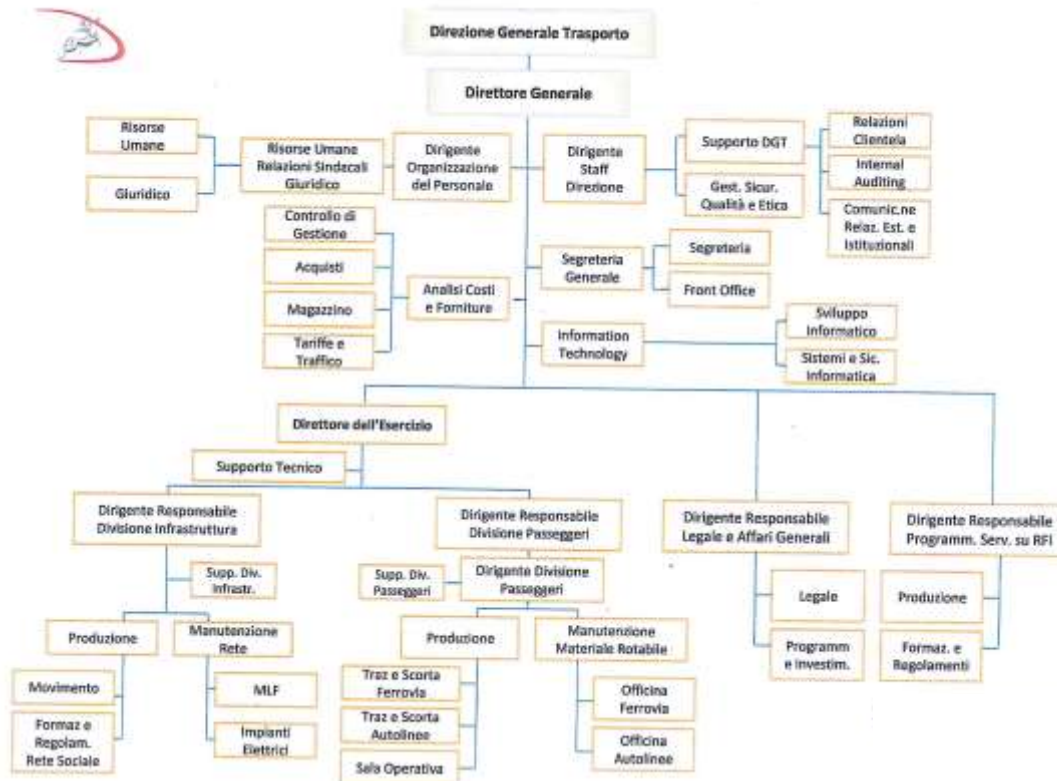 Direzione Generale Trasporto
Direttore Generale
Risorse
Umane
Giuridico
Risorse Umane
Relazioni Sindacali
Giuridico
Dirigente
Organizzazione
del Personale
Dirigente
Staff
Direzione
Supporto DGT
Gest. Sicur.
Qualità e Etico
Relazioni
Clientela
Internal
Auditing
Comunic.ne
Relaz. Est. e
Istituzionali
Controllo di
Gestione
Acquisti
Magazzino
Tariffe e
Traffico
Analisi Costi
e Forniture
Segreteria
Generale
Segreteria
Front Office
Information
Technology
Sviluppo
Informatico
Sistemi e Sic.
Informatica
Direttore dell'Esercizio
Supporto Tecnico
Dirigente Responsabile
Divisione Infrastruttura
Supp. Div.
Infrastr.
Produzione
Manutenzione
Rete
Movimento
Formaz e
Regolam.
Rete Sociale
MLF
Impianti
Elettrici
Dirigente Responsabile
Divisione Passeggeri
Supp. Div.
Passeggeri
Dirigente Divisione
Passeggeri
Produzione
Manutenzione
Materiale Rotabile
Traz e Scorta
Ferrovia
Traz e Scorta
Autolinee
Sala Operativa
Officina
Ferrovia
Officina
Autolinee
Dirigente Responsabile
Legale e Affari Generali
Legale
Programm
e Investim.
Dirigente Responsabile
Programm. Serv. su RFI
Produzione
Formaz. e
Regolamenti